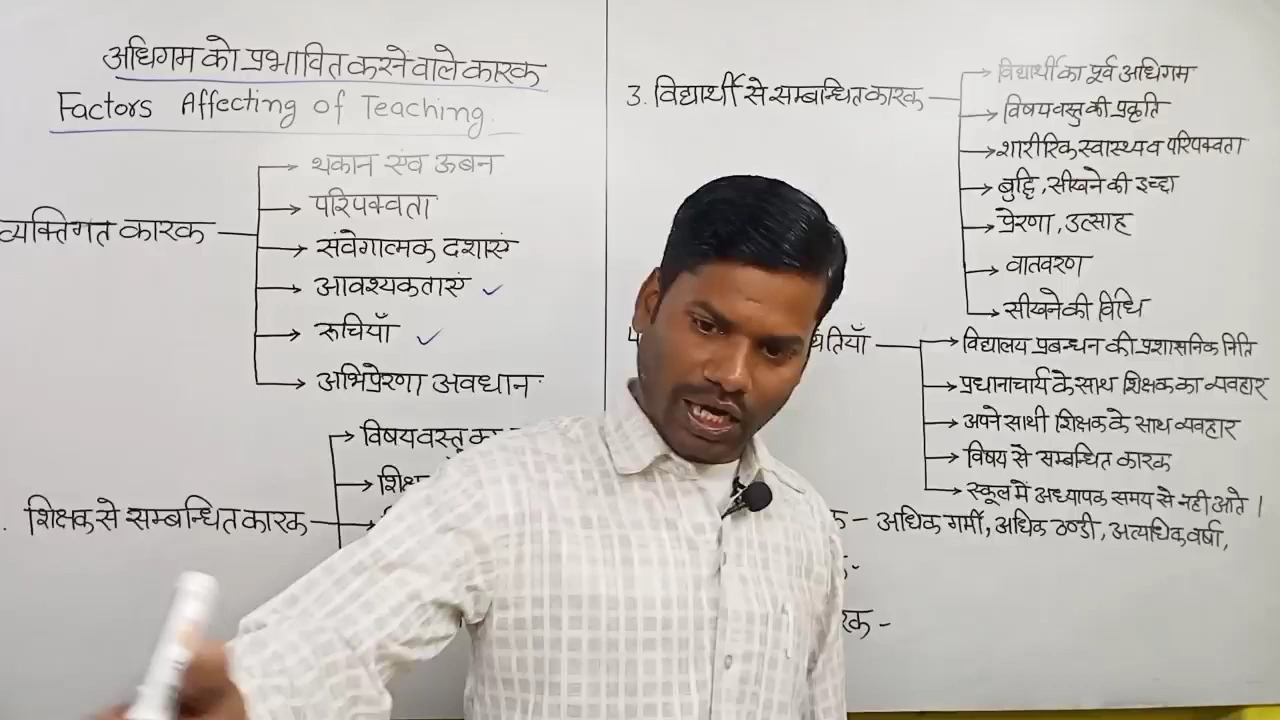 अधिगम को प्रभावित करने वाले कारक
Factors Affecting of Teaching.
व्यक्तिगत कारक
थकान एंव ऊबन
परिपक्वता
संवेगात्मक दशाएं
आवश्यकताएं ✓
रूचियाँ ✓
अभिप्रेरणा अवधान
. शिक्षक से सम्बन्धित कारक
विषयवस्तु का
3. विद्यार्थी से सम्बन्धित कारक
विद्यार्थी का पूर्व अधिगम
विषयवस्तु की प्रकृति
शारीरिक स्वास्थ्य व परिपक्वता
बुद्धि, सीखने की इच्छा
प्रेरणा, उत्साह
वातवरण
सीखने की विधि
विद्यालय प्रबन्धन की प्रशासनिक निति
प्रधानाचार्य के साथ शिक्षक का व्यवहार
अपने साथी शिक्षक के साथ व्यवहार
विषय से सम्बन्धित कारक
स्कूल में अध्यापक समय से नही आते ।
क - अधिक गर्मी, अधिक ठण्डी, अत्यधिक वर्षा,
रक -